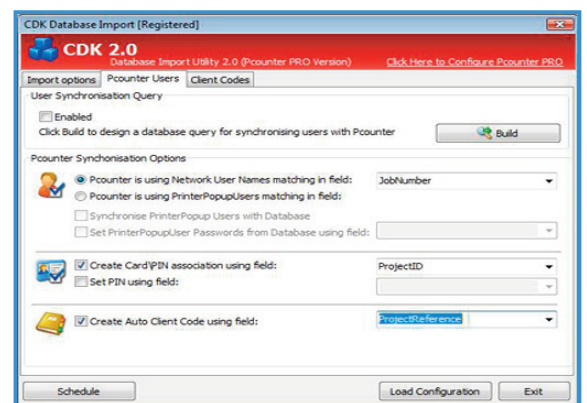 CDK Database Import [Registered]
CDK 2.0
Database Import Utility 2.0 (Pcounter PRO Version)
Click Here to Configure Pcounter PRO
Import options Pcounter Users Client Codes
User Synchronisation Query
Enabled
Click Build to design a database query for synchronising users with Pcounter
Build
Pcounter Synchonisation Options
Pcounter is using Network User Names matching in field: JobNumber
Pcounter is using PrinterPopupUsers matching in field:
Synchronise PrinterPopup Users with Database
Set PrinterPopupUser Passwords from Database using field:
Create Card\PIN association using field: ProjectID
Set PIN using field:
Create Auto Client Code using field: ProjectReference
Schedule Load Configuration Exit